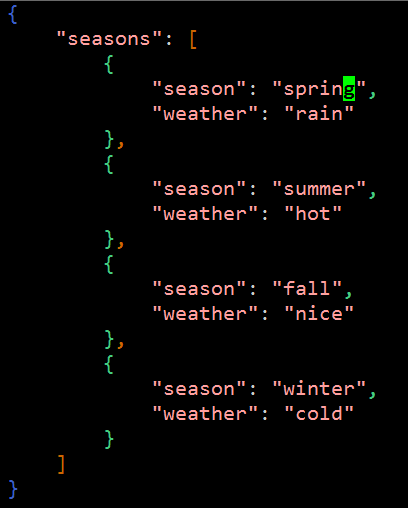 {
    "seasons": [
        {
            "season": "spring",
            "weather": "rain"
        },
        {
            "season": "summer",
            "weather": "hot"
        },
        {
            "season": "fall",
            "weather": "nice"
        },
        {
            "season": "winter",
            "weather": "cold"
        }
    ]
}